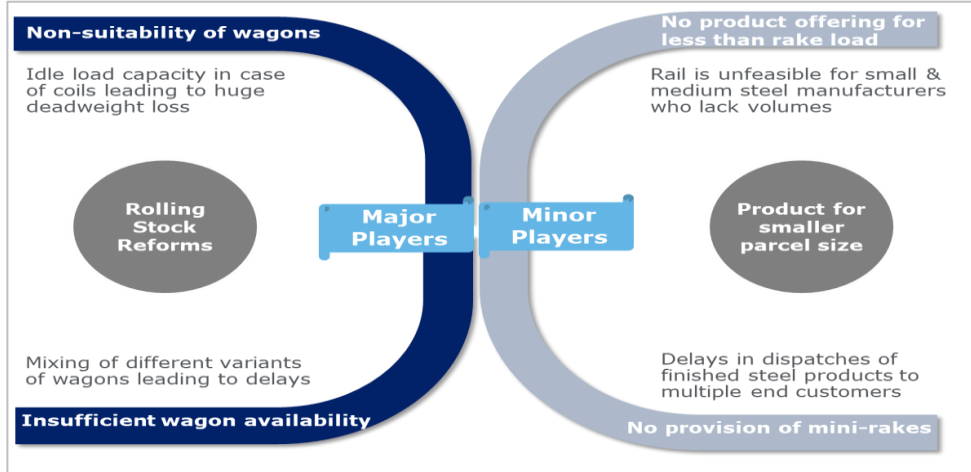 Non-suitability of wagons
Idle load capacity in case
of coils leading to huge
deadweight loss
Rolling
Stock
Reforms
Major
Players
Mixing of different variants
of wagons leading to delays
Insufficient wagon availability
No product offering for
less than rake load
Rail is unfeasible for small &
medium steel manufacturers
who lack volumes
Minor
Players
Product for
smaller
parcel size
Delays in dispatches of
finished steel products to
multiple end customers
No provision of mini-rakes